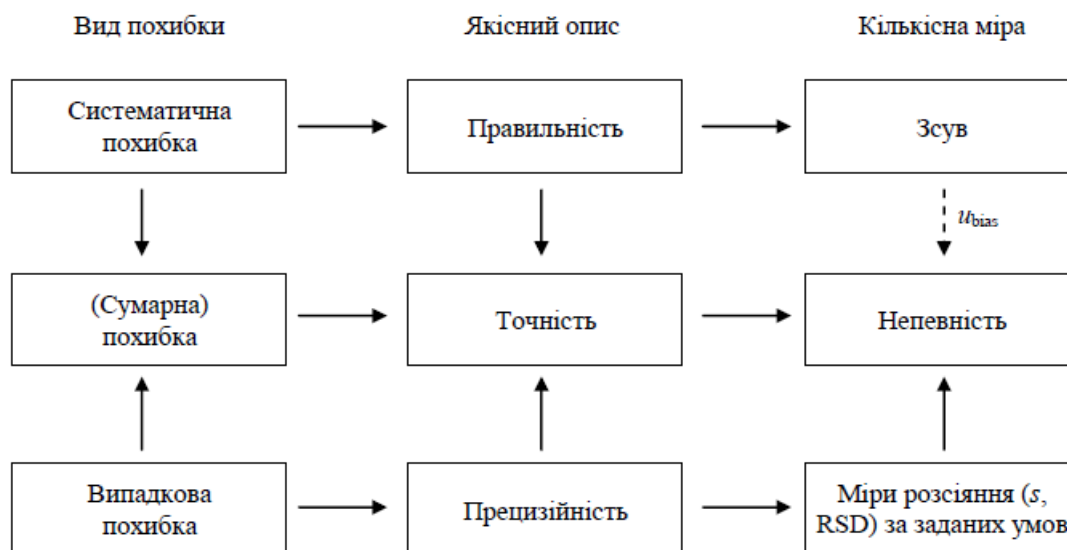 Вид похибки
Якісний опис
Кількісна міра
Систематична
похибка
Правильність
Зсув
u bias
(Сумарна)
похибка
Точність
Непевність
Випадкова
похибка
Прецизійність
Міри розсіяння (s,
RSD) за заданих умов